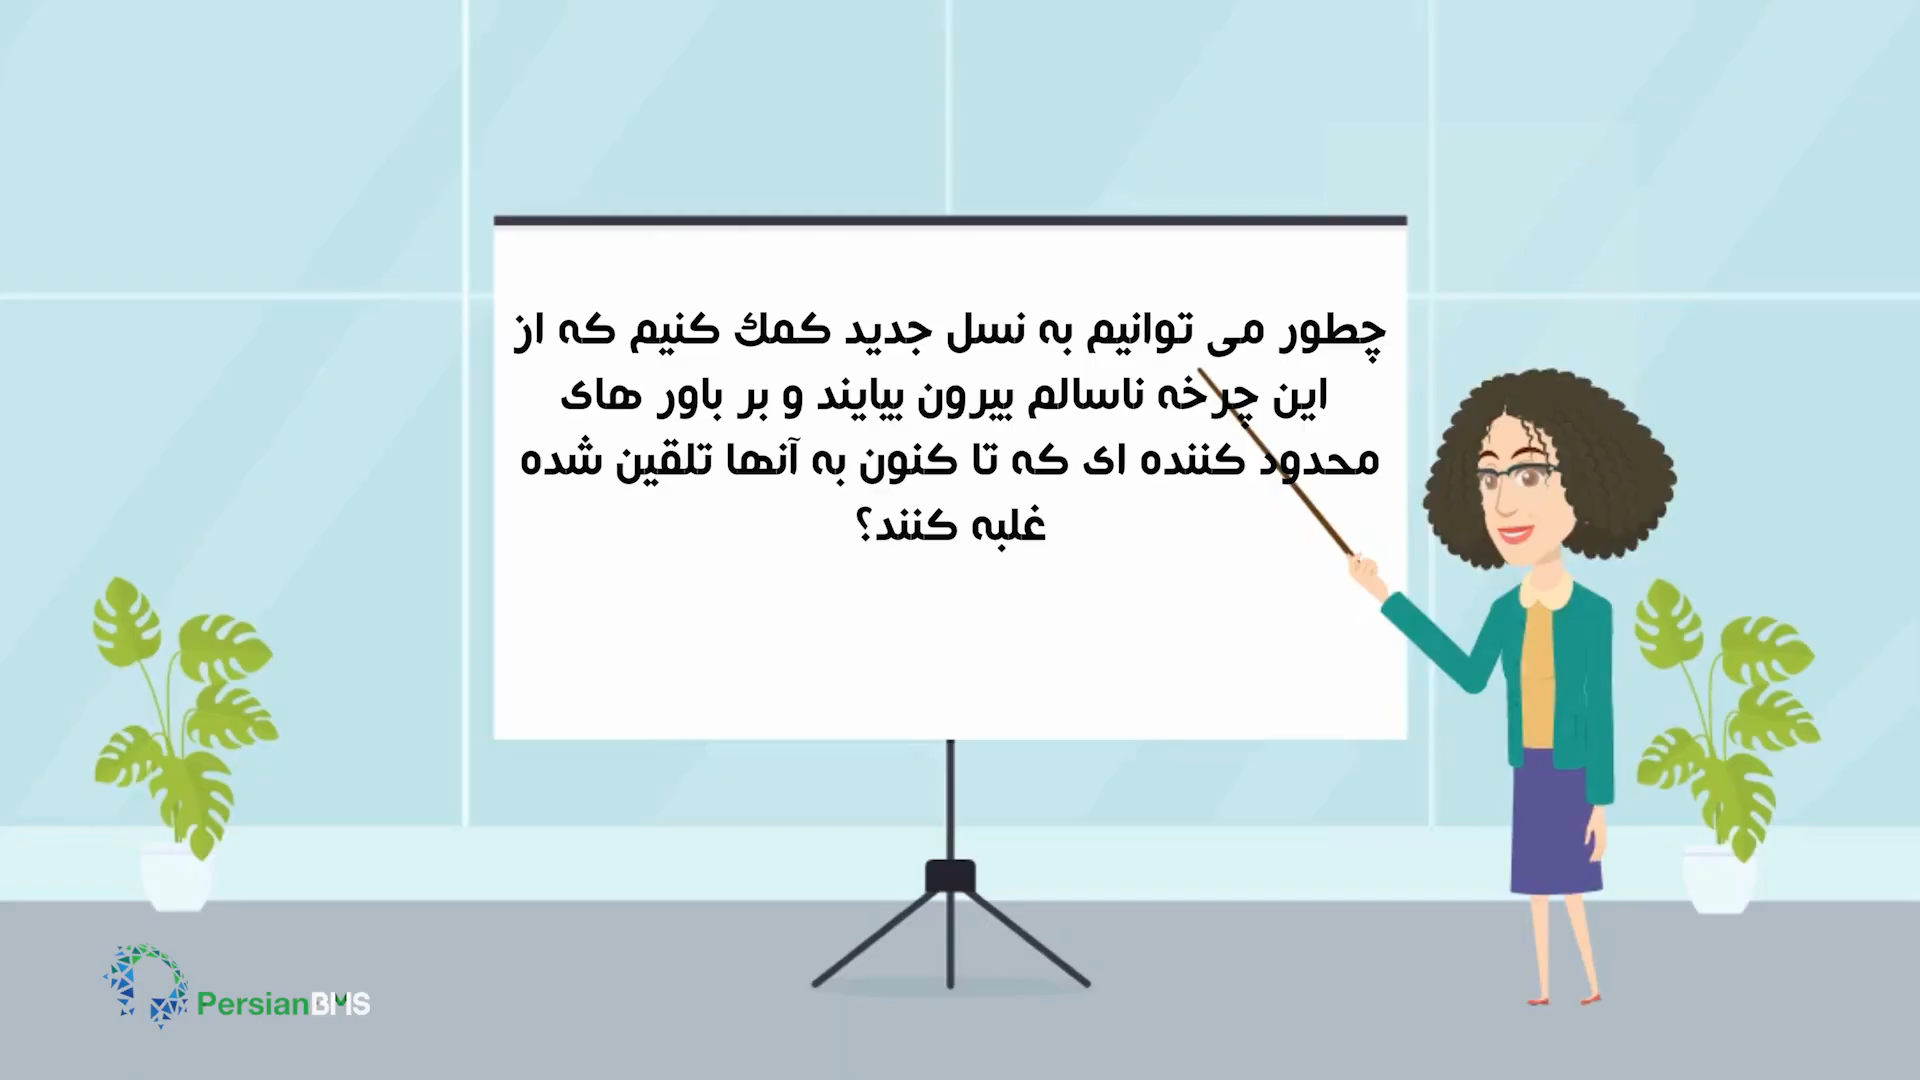 چطور می توانیم به نسل جدید کمک کنیم که از
این چرخه ناسالم بیرون بیایند و بر باور های
محدود کننده ای که تا کنون به آنها تلقین شده
غلبه کنند؟
PersianBMS